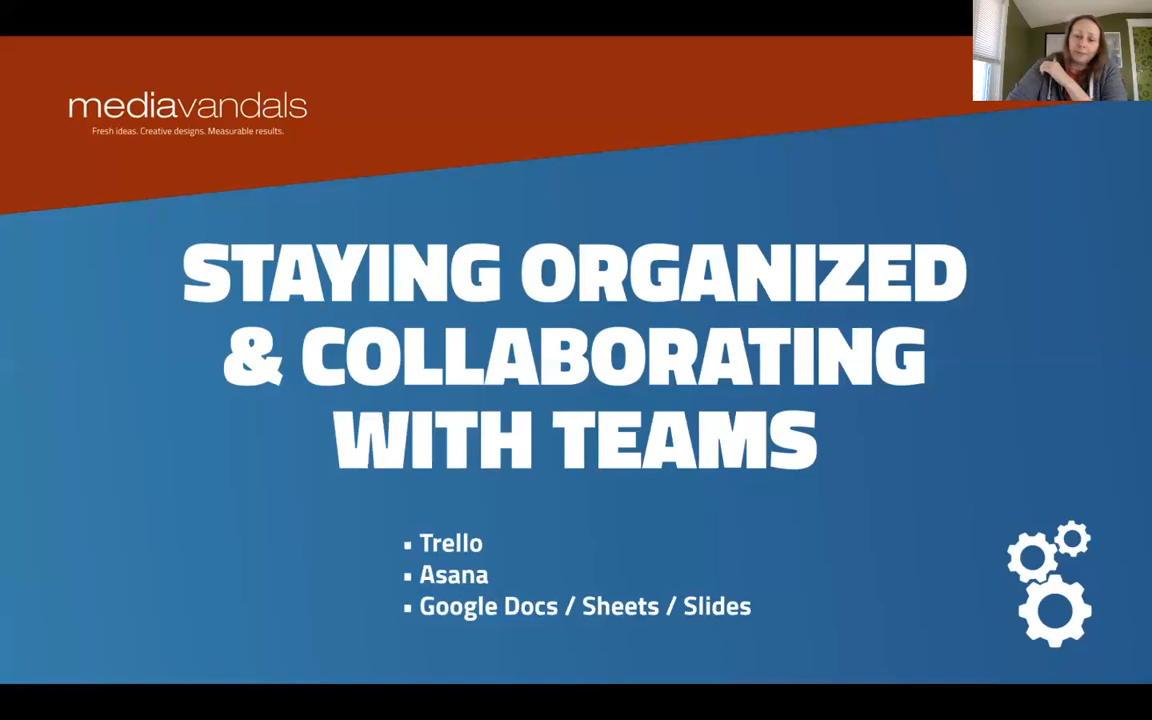 mediavandals
Fresh ideas. Creative designs. Measurable results.
STAYING ORGANIZED
& COLLABORATING
WITH TEAMS
▪ Trello
▪ Asana
▪ Google Docs / Sheets / Slides